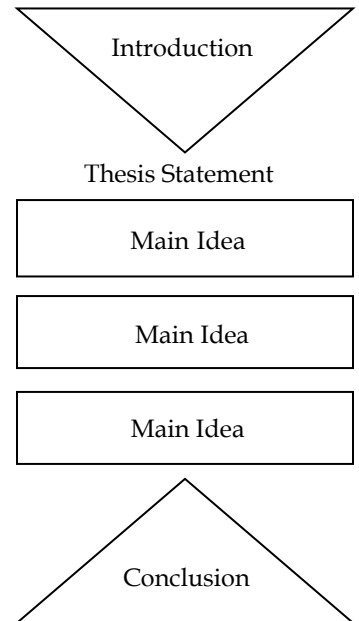 Introduction
Thesis Statement
Main Idea
Main Idea
Main Idea
Conclusion